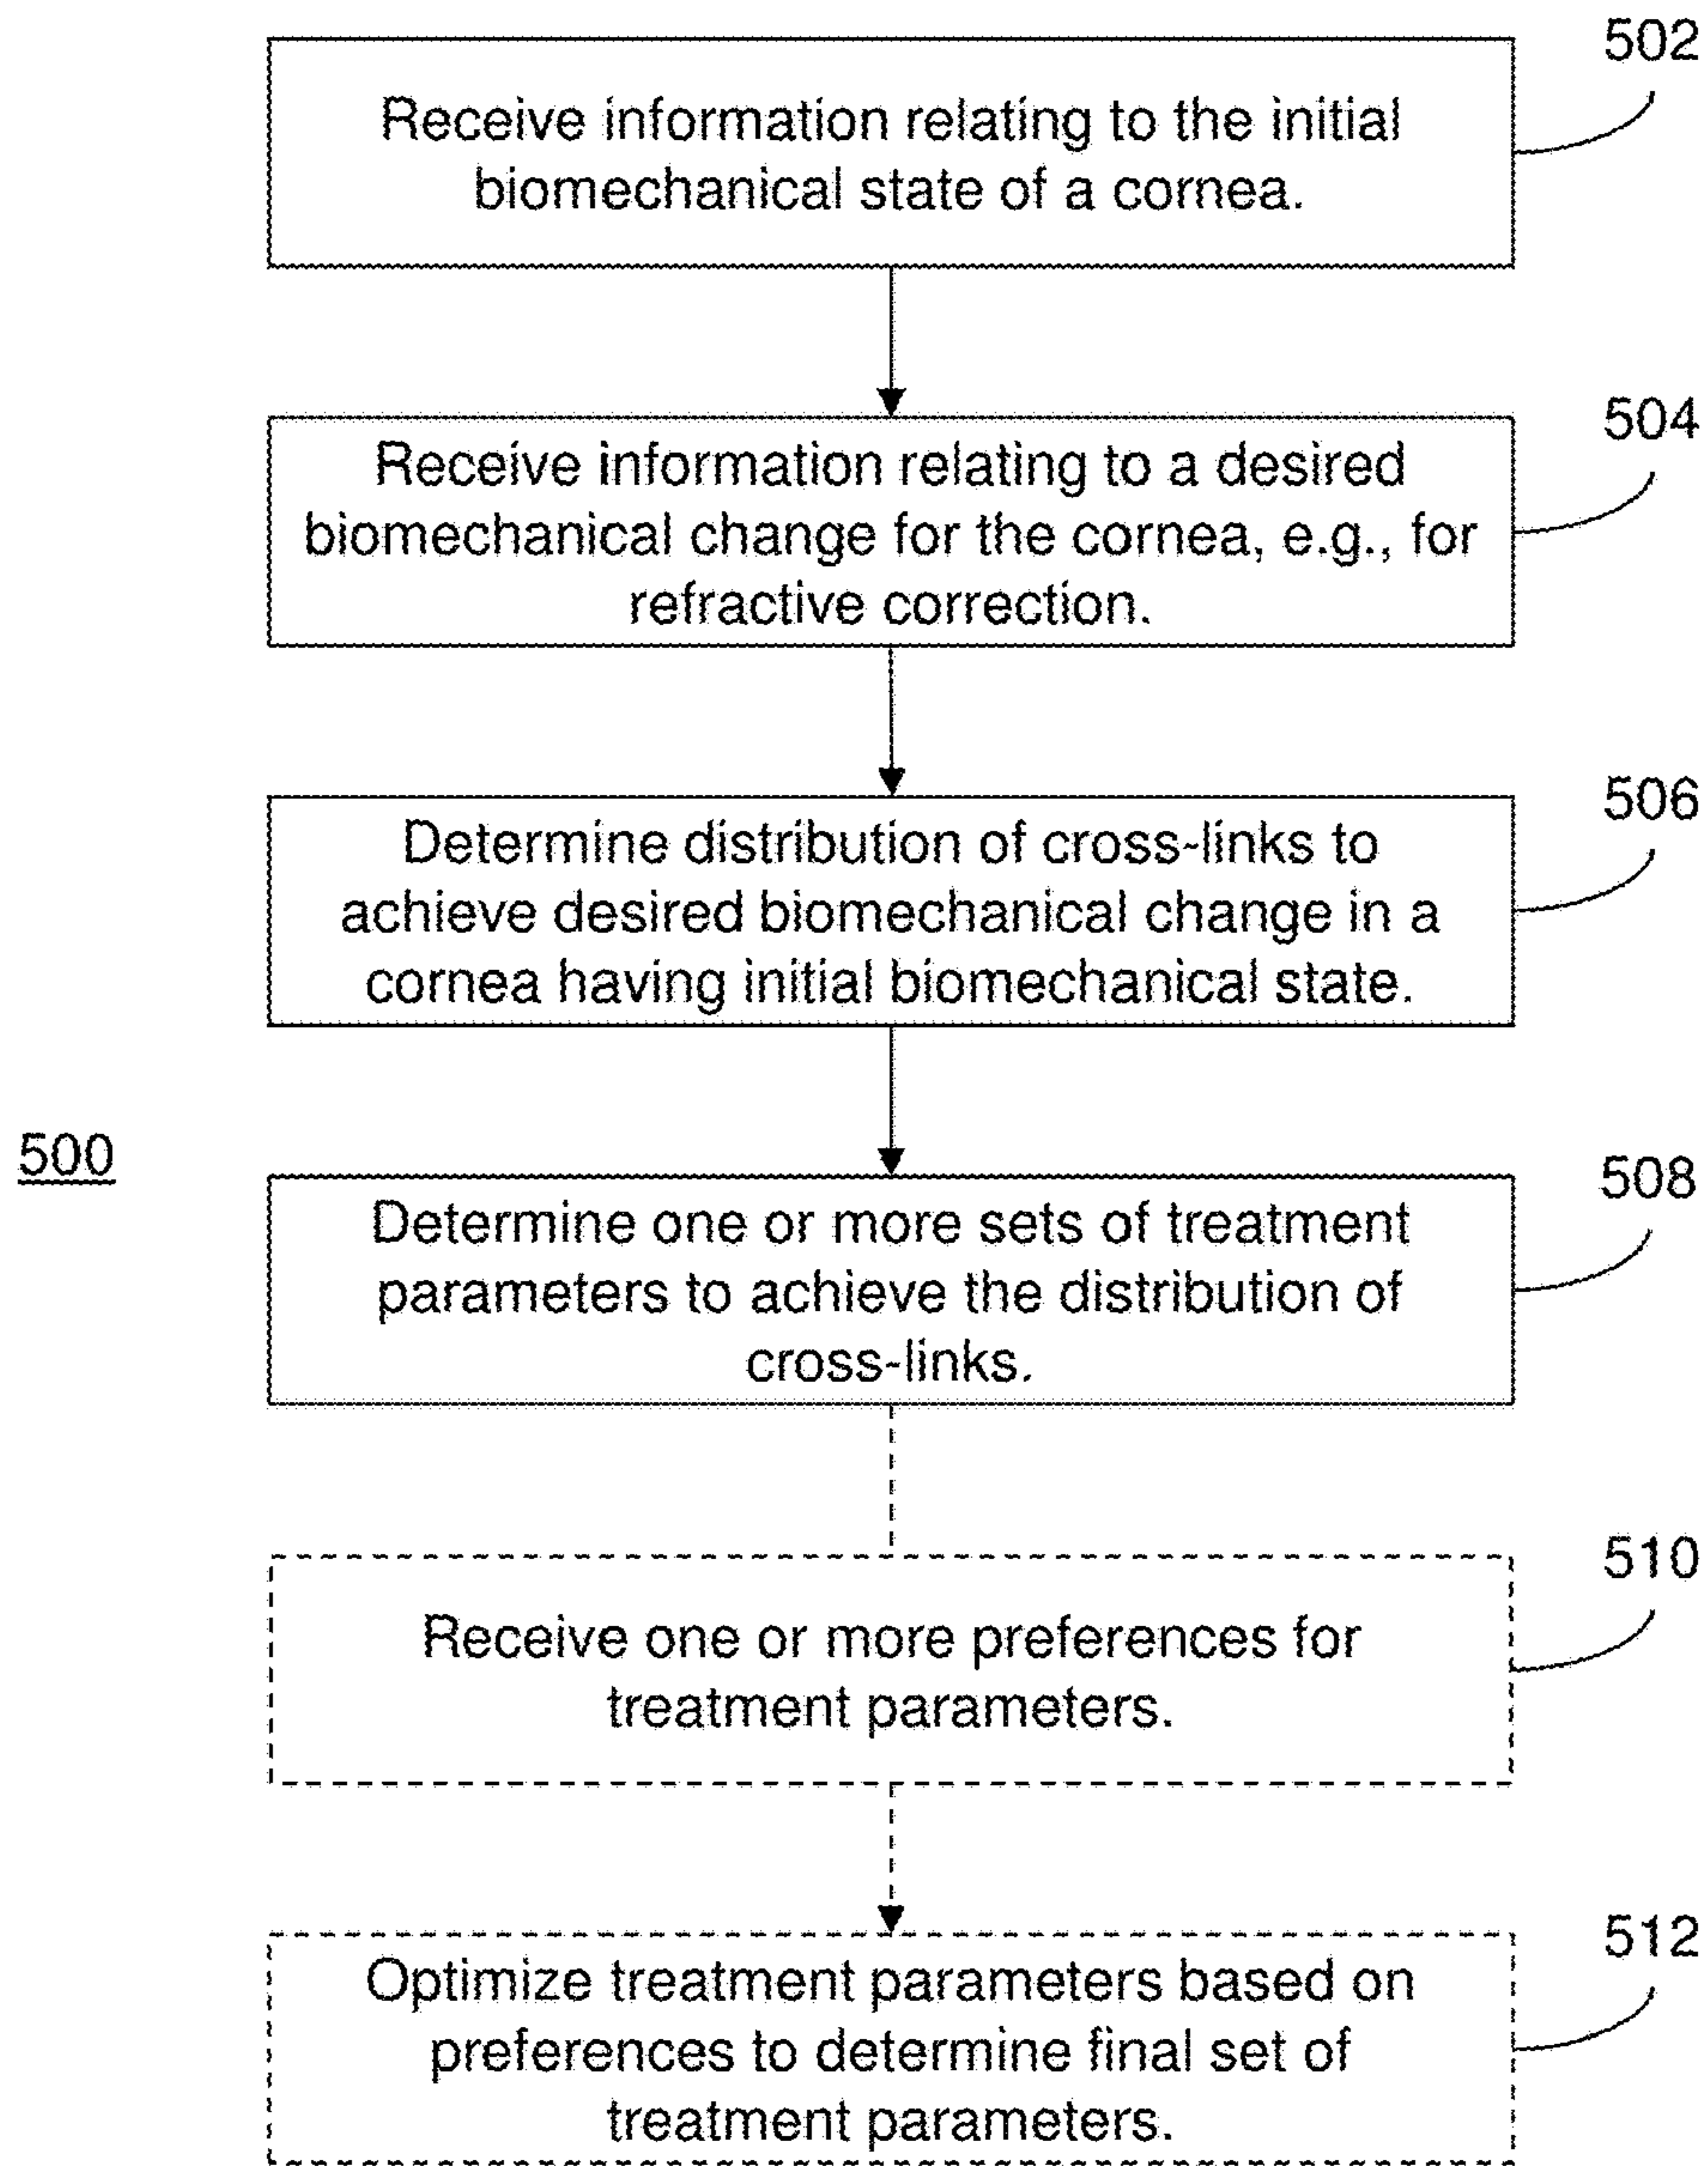 502
Receive information relating to the initial
biomechanical state of a cornea.
504
Receive information relating to a desired
biomechanical change for the cornea, e.g., for
refractive correction.
506
Determine distribution of cross-links to
achieve desired biomechanical change in a
cornea having initial biomechanical state.
500
508
Determine one or more sets of treatment
parameters to achieve the distribution of
cross-links.
510
Receive one or more preferences for
treatment parameters.
512
Optimize treatment parameters based on
preferences to determine final set of
treatment parameters.